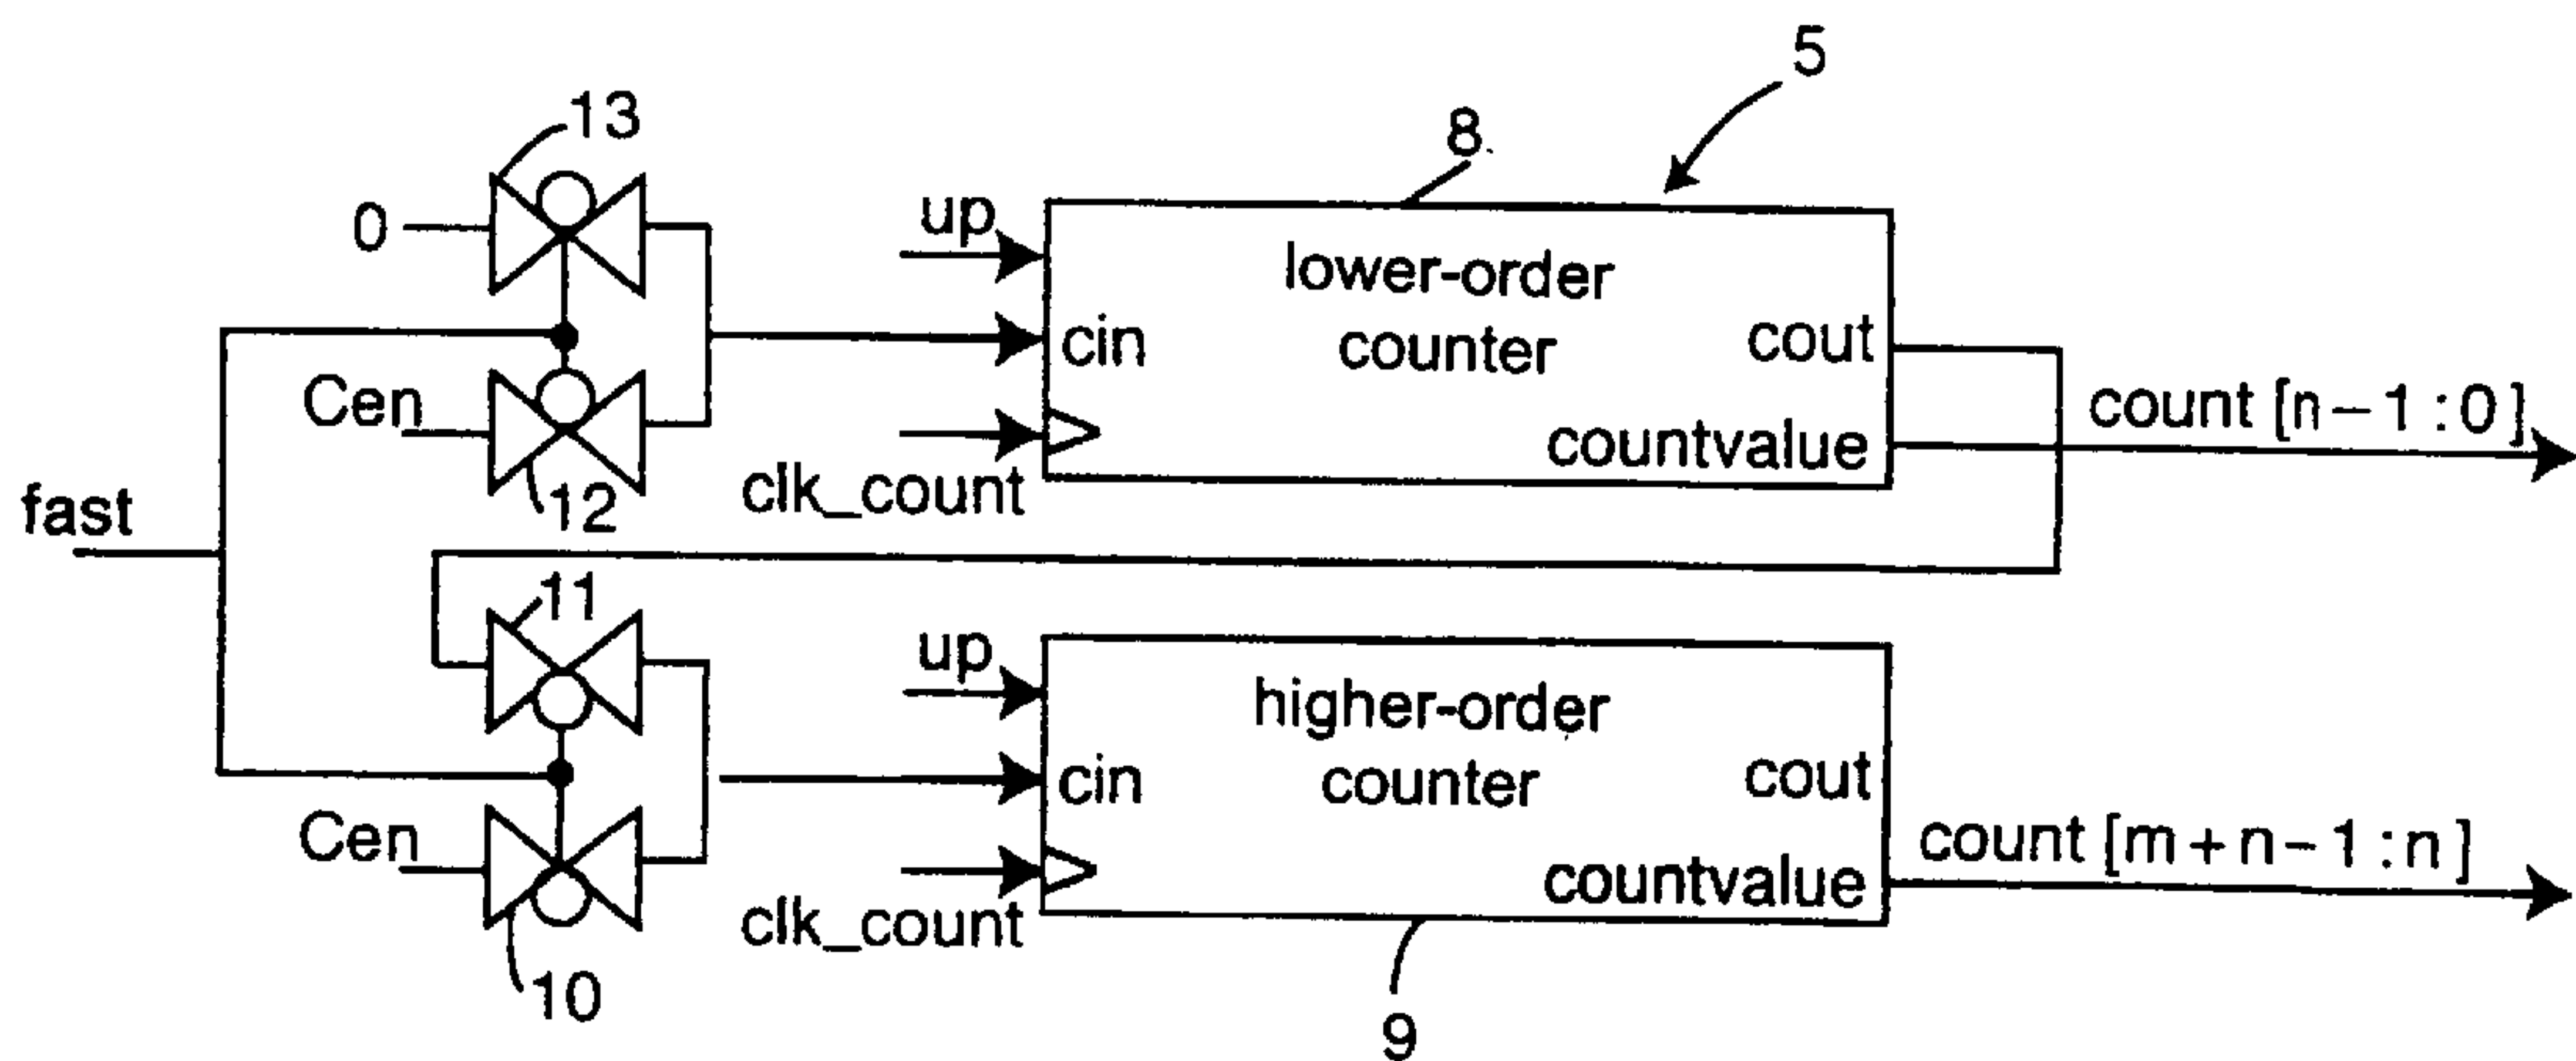 5
13
8
0
up
lower-order
counter
cin
cout
Cen
count [n-1:0]
countvalue
12
clk_count
fast
11
up
higher-order
counter
cin
cout
Cen
count [m+n-1:n]
countvalue
clk_count
10
9